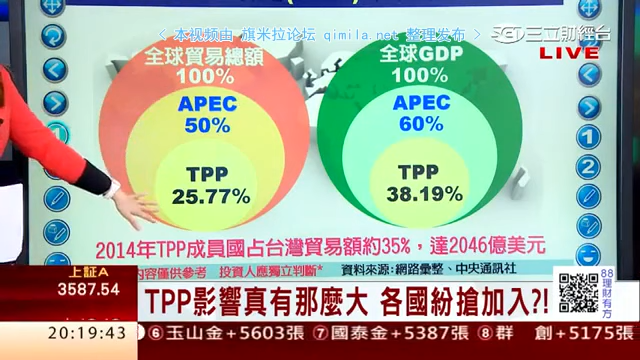 < 本视频由 旗米拉论坛 qimila.net 整理发布 >
三立財經台
LIVE
全球貿易總額
100%
APEC
50%
TPP
25.77%
全球GDP
100%
APEC
60%
TPP
38.19%
1
2
2014年TPP成員國占台灣貿易額約35%，達2046億美元
內容僅供參考 投資人應獨立判斷* 資料來源:網路彙整、中央通訊社
上証A
3587.54
TPP影響真有那麼大 各國紛搶加入?!
88理財有方
20:19:43
⑥玉山金+5603張 ⑦國泰金+5387張 ⑧群 創+5175張